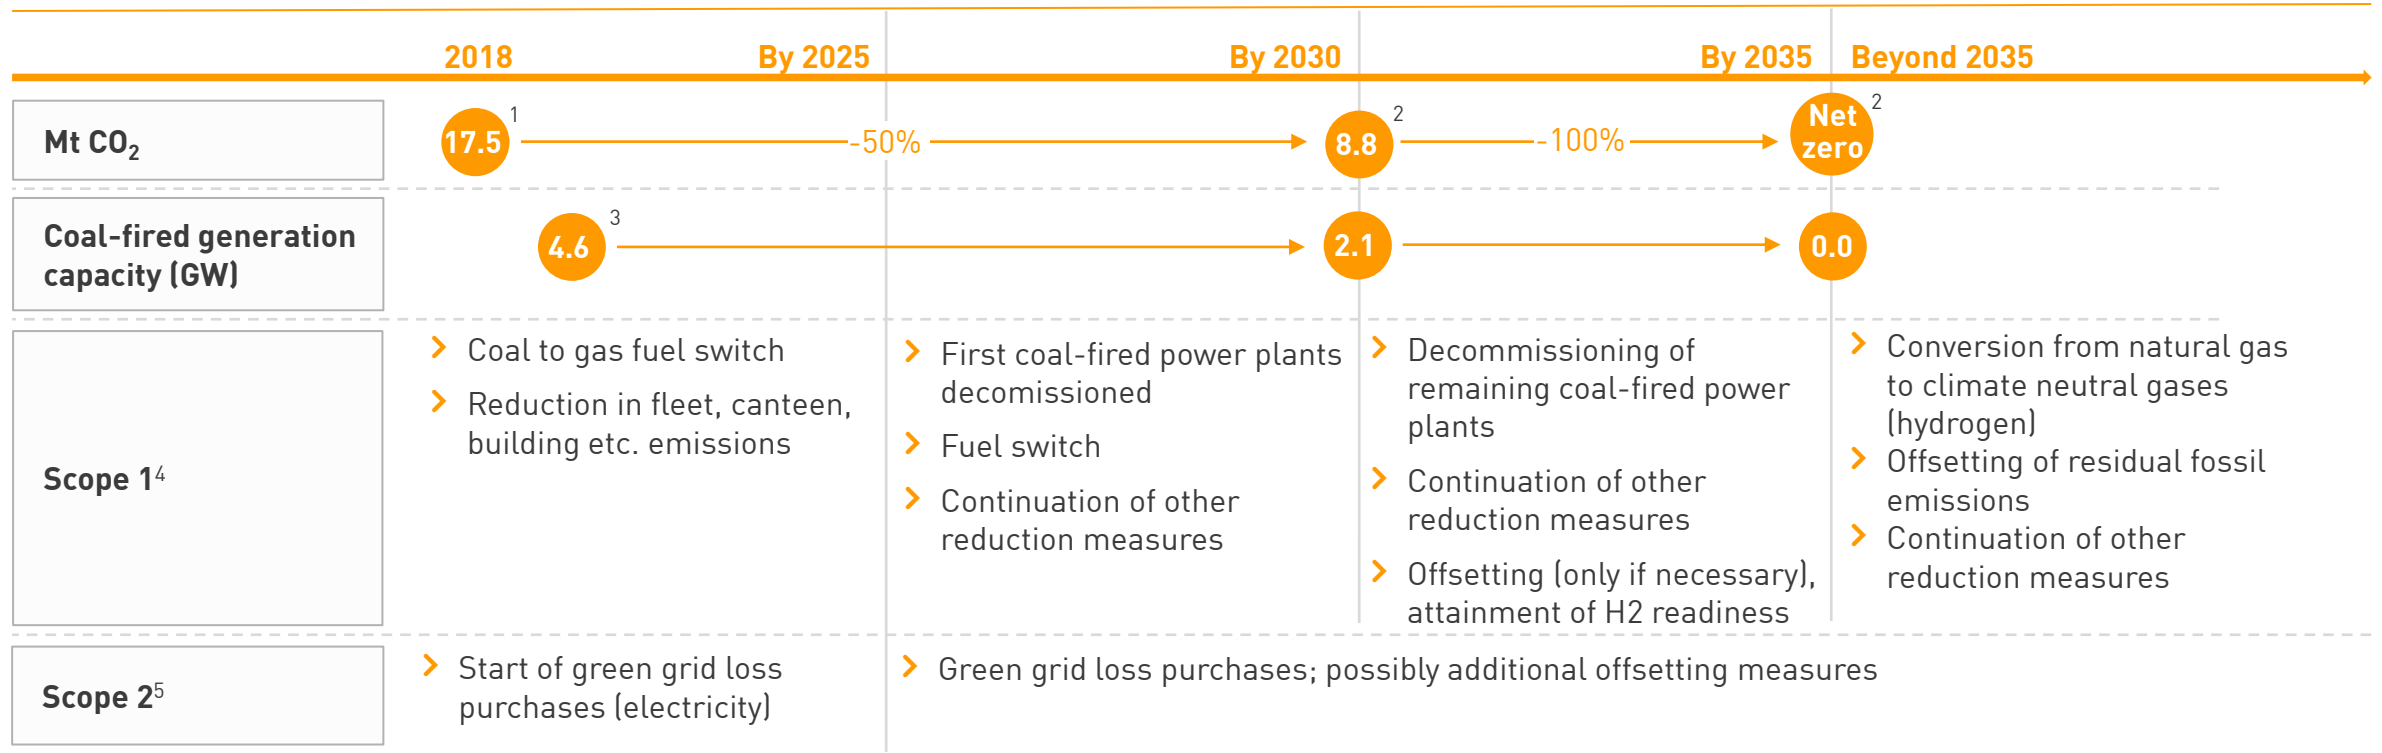 2018
By 2025
By 2030
By 2035
Beyond 2035
Mt CO₂
17.5 1
-50%
8.8 2
-100%
Net 2
zero
Coal-fired generation
capacity (GW)
4.6 3
2.1
0.0
Scope 1⁴
Coal to gas fuel switch
Reduction in fleet, canteen,
building etc. emissions
First coal-fired power plants
decomissioned
Fuel switch
Continuation of other
reduction measures
Decommissioning of
remaining coal-fired power
plants
Continuation of other
reduction measures
Offsetting (only if necessary),
attainment of H2 readiness
Conversion from natural gas
to climate neutral gases
(hydrogen)
Offsetting of residual fossil
emissions
Continuation of other
reduction measures
Scope 2⁵
Start of green grid loss
purchases (electricity)
Green grid loss purchases; possibly additional offsetting measures